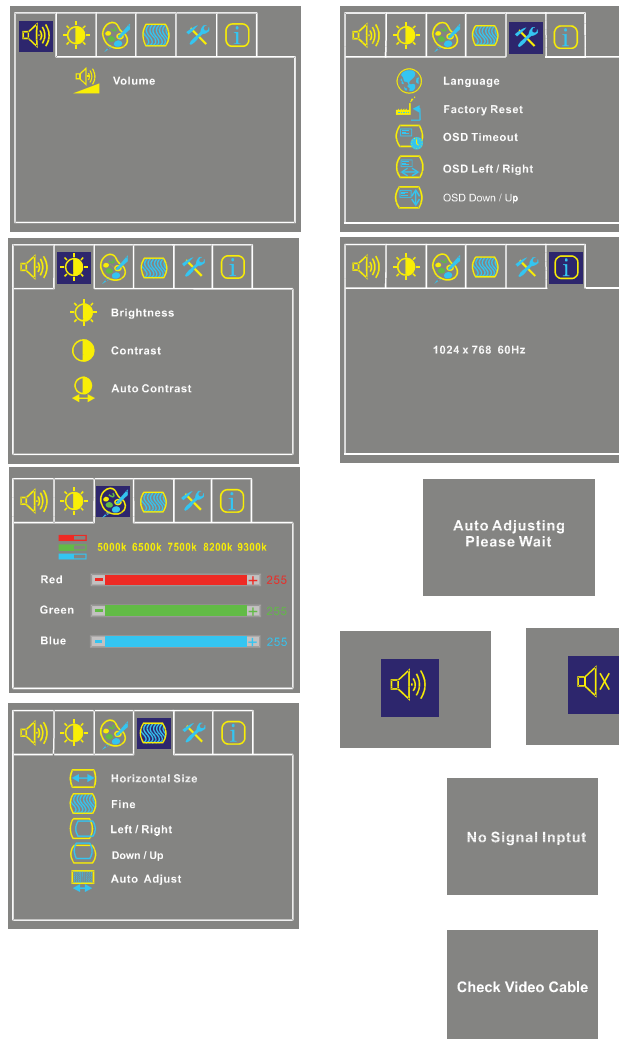 Volume
Brightness
Contrast
Auto Contrast
5000k 6500k 7500k 8200k 9300k
Red 255
Green 255
Blue 255
Horizontal Size
Fine
Left / Right
Down / Up
Auto Adjust
Language
Factory Reset
OSD Timeout
OSD Left / Right
OSD Down / Up
1024 x 768 60Hz
Auto Adjusting
Please Wait
No Signal Inptut
Check Video Cable